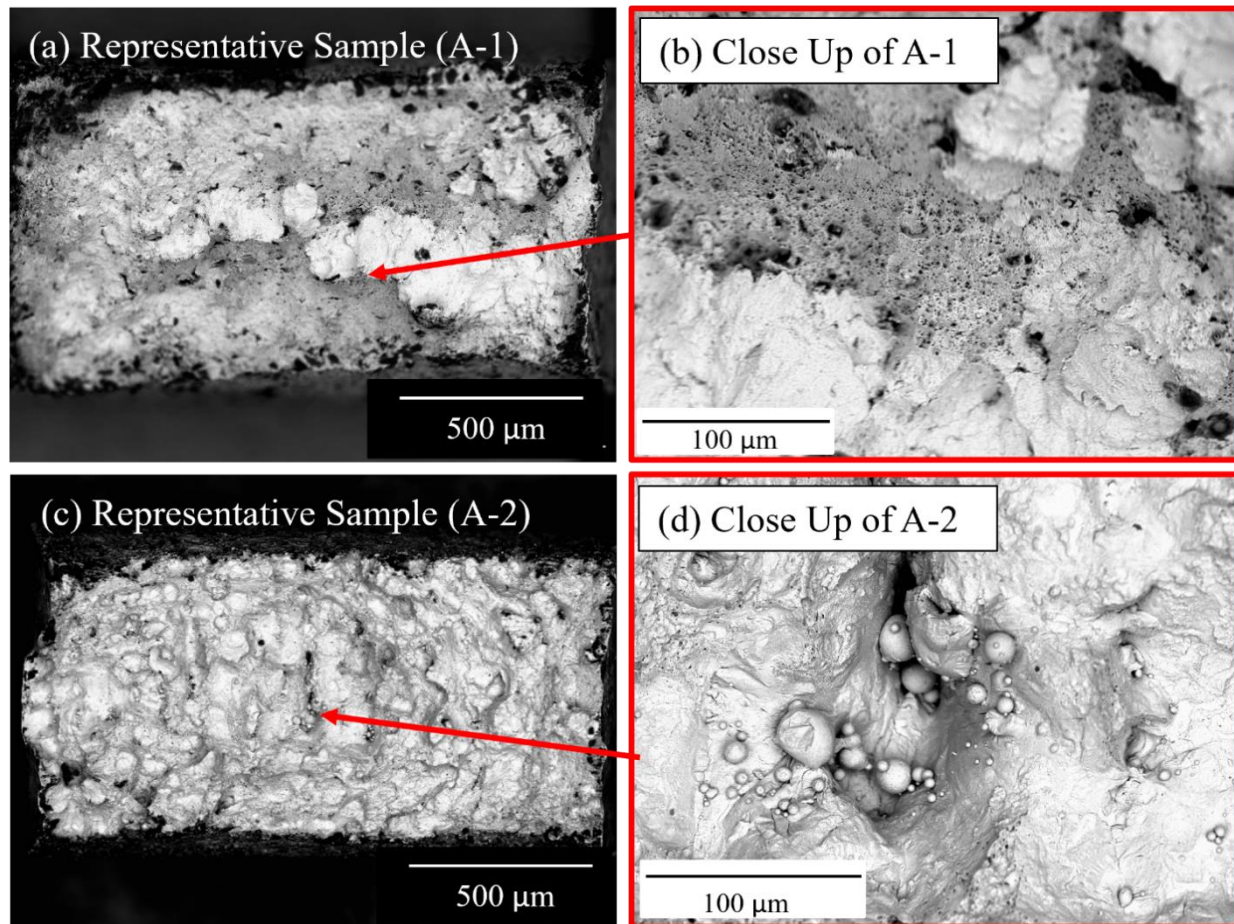 (a) Representative Sample (A-1)
500 μm
(b) Close Up of A-1
100 μm
(c) Representative Sample (A-2)
500 μm
(d) Close Up of A-2
100 μm